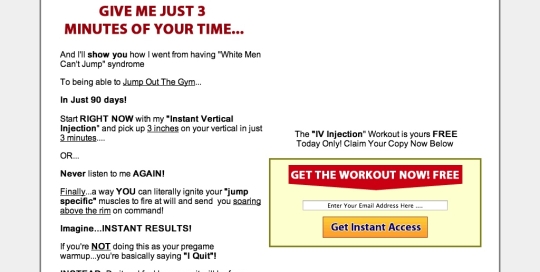 GIVE ME JUST 3
MINUTES OF YOUR TIME...
And I'll show you how I went from having "White Men
Can't Jump" syndrome
To being able to Jump Out The Gym...
In Just 90 days!
Start RIGHT NOW with my "Instant Vertical
Injection" and pick up 3 inches on your vertical in just
3 minutes....
OR...
Never listen to me AGAIN!
Finally...a way YOU can literally ignite your "jump
specific" muscles to fire at will and send you soaring
above the rim on command!
Imagine...INSTANT RESULTS!
If you're NOT doing this as your pregame
warmup...you're basically saying "I Quit"!
The "IV Injection" Workout is yours FREE
Today Only! Claim Your Copy Now Below
GET THE WORKOUT NOW! FREE
Enter Your Email Address Here ....
Get Instant Access